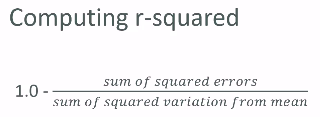 Computing r-squared
sum of squared errors
1.0 -
sum of squared variation from mean